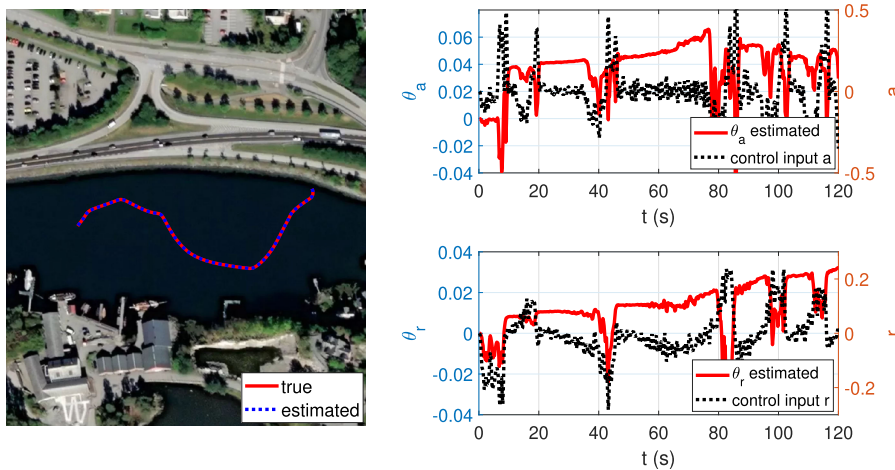 true
estimated
0.06
0.04
0.02
0
-0.02
-0.04
θa
0.5
0
-0.5
a
θa estimated
control input a
0 20 40 60 80 100 120
t (s)
0.04
0.02
0
-0.02
-0.04
θr
0.2
0
-0.2
r
θr estimated
control input r
0 20 40 60 80 100 120
t (s)